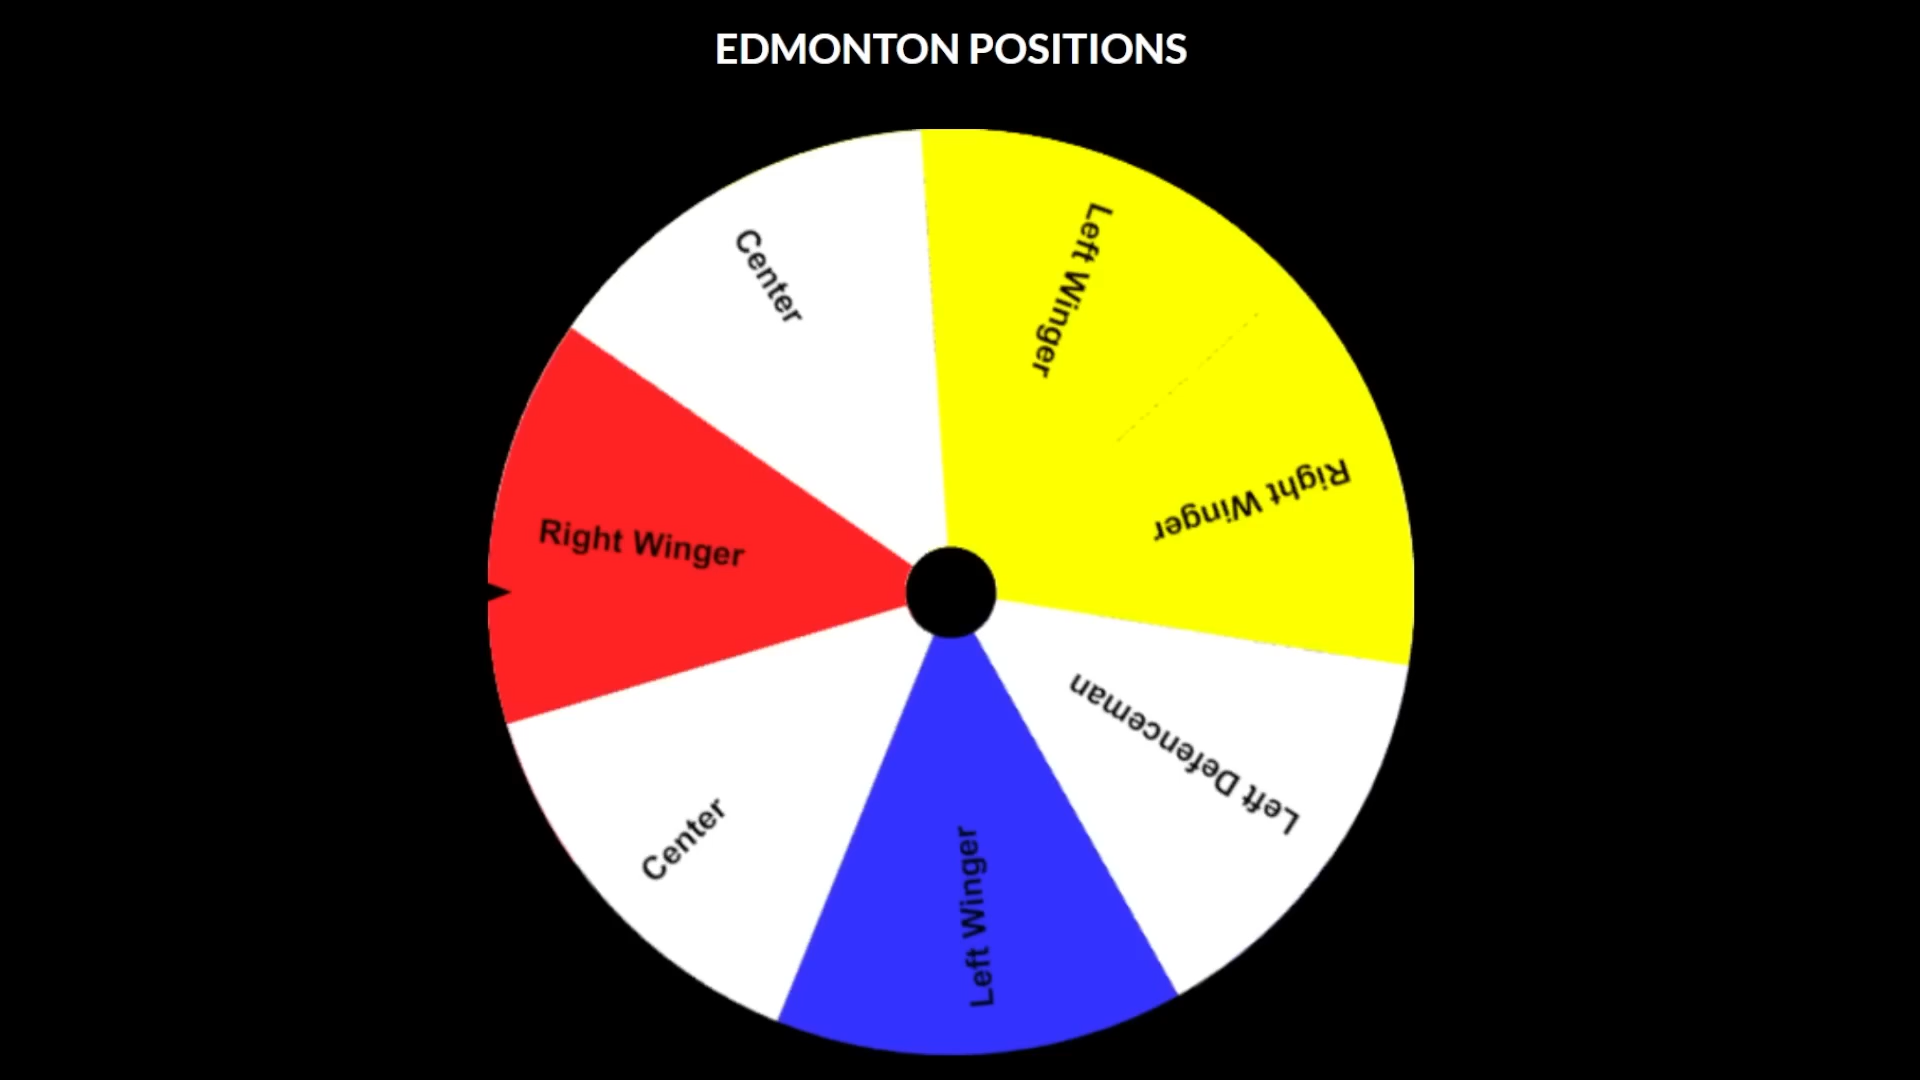 EDMONTON POSITIONS
Center
Left Winger
Right Winger
Right Winger
Left Defenceman
Center
Left Winger